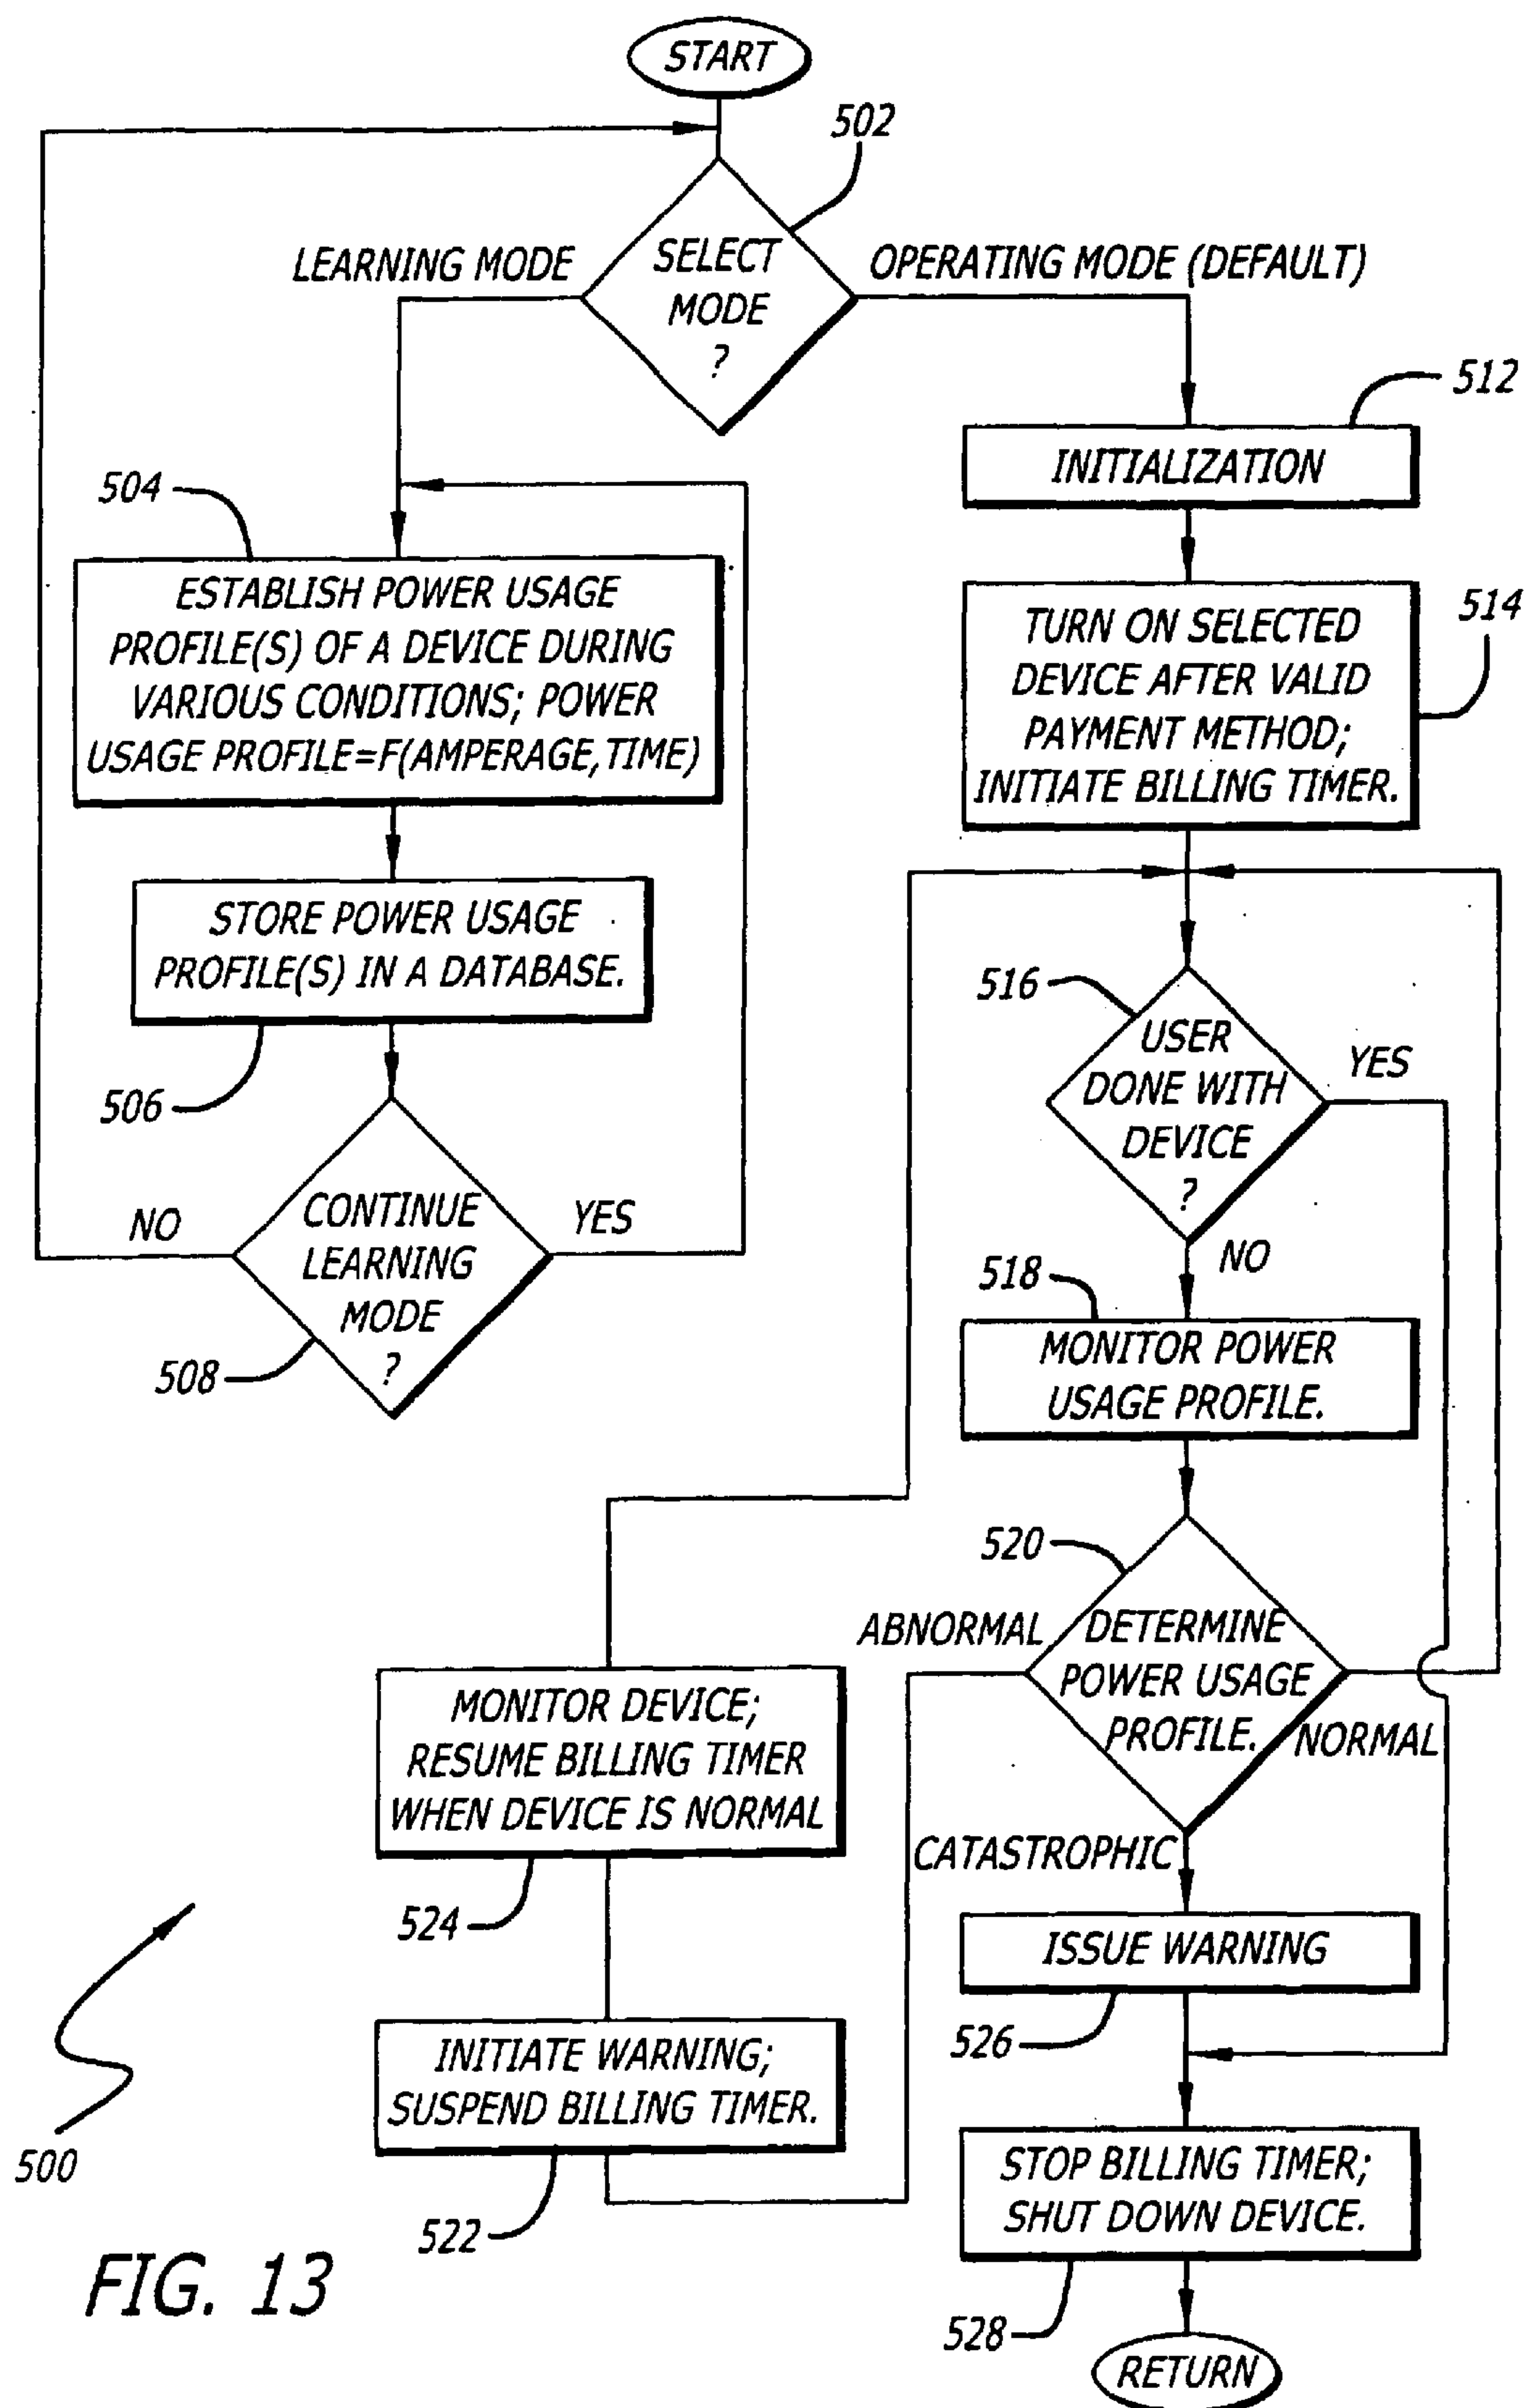 START
502
LEARNING MODE
SELECT
MODE
?
OPERATING MODE (DEFAULT)
512
INITIALIZATION
504
ESTABLISH POWER USAGE
PROFILE(S) OF A DEVICE DURING
VARIOUS CONDITIONS; POWER
USAGE PROFILE=F(AMPERAGE,TIME)
514
TURN ON SELECTED
DEVICE AFTER VALID
PAYMENT METHOD;
INITIATE BILLING TIMER.
STORE POWER USAGE
PROFILE(S) IN A DATABASE.
506
516
USER
DONE WITH
DEVICE
?
YES
NO
NO
CONTINUE
LEARNING
MODE
?
YES
508
518
MONITOR POWER
USAGE PROFILE.
520
ABNORMAL
DETERMINE
POWER USAGE
PROFILE.
NORMAL
CATASTROPHIC
MONITOR DEVICE;
RESUME BILLING TIMER
WHEN DEVICE IS NORMAL
524
ISSUE WARNING
526
INITIATE WARNING;
SUSPEND BILLING TIMER.
522
STOP BILLING TIMER;
SHUT DOWN DEVICE.
528
RETURN
500
FIG. 13